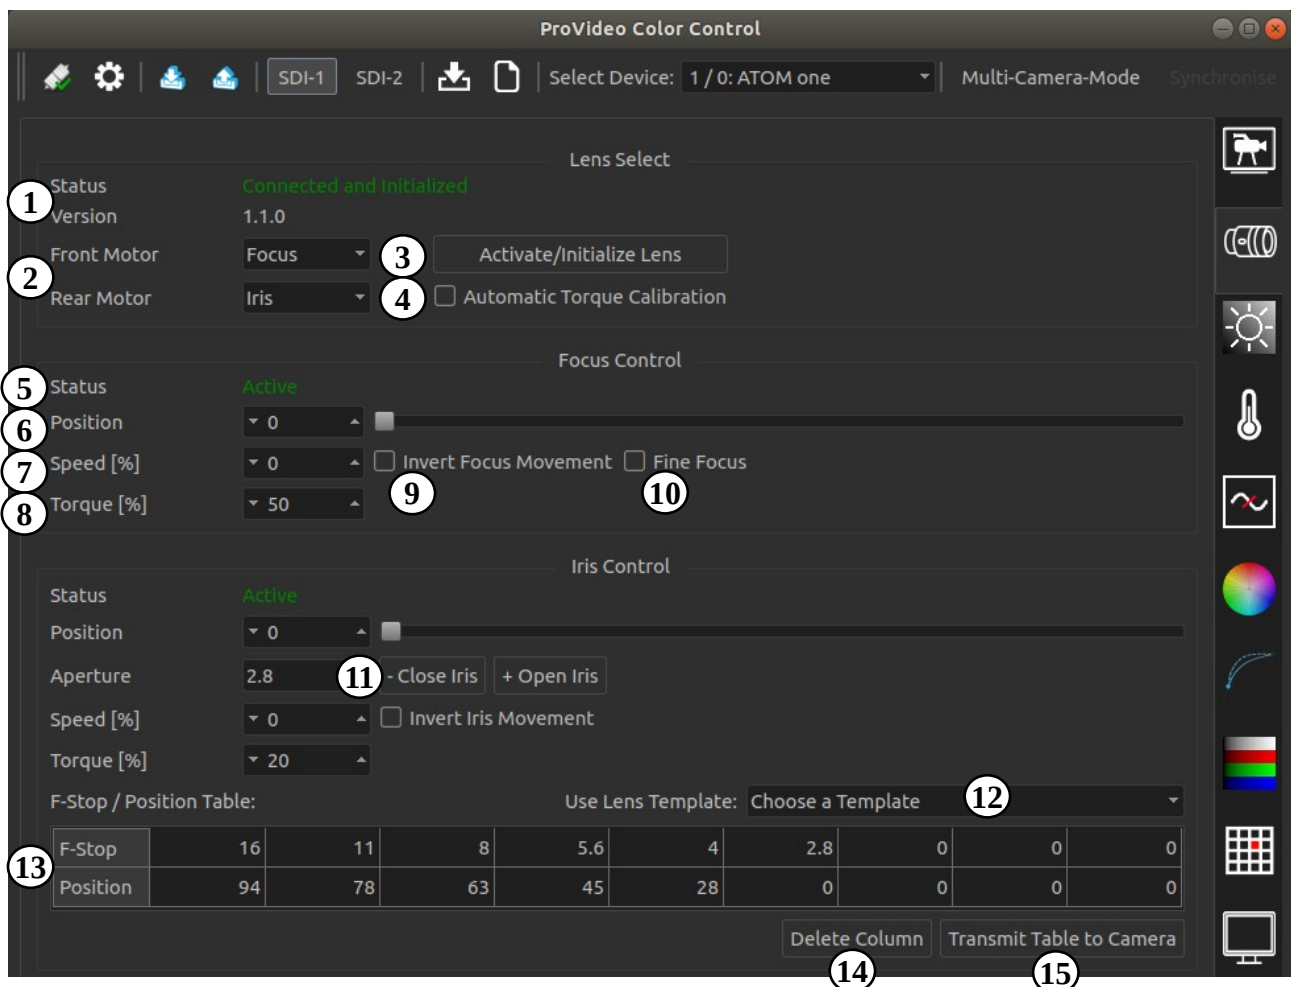 ProVideo Color Control
SDI-1 SDI-2 Select Device: 1 / 0: ATOM one Multi-Camera-Mode Synchronise
Lens Select
Status Connected and Initialized
1
Version 1.1.0
Front Motor Focus 3 Activate/Initialize Lens
2
Rear Motor Iris 4 Automatic Torque Calibration
Focus Control
5 Status Active
6 Position 0
7 Speed [%] 0 Invert Focus Movement Fine Focus
9 10
8 Torque [%] 50
Iris Control
Status Active
Position 0
Aperture 2.8 11 - Close Iris + Open Iris
Speed [%] 0 Invert Iris Movement
Torque [%] 20
F-Stop / Position Table: Use Lens Template: Choose a Template 12
F-Stop 16 11 8 5.6 4 2.8 0 0 0
13
Position 94 78 63 45 28 0 0 0 0
Delete Column Transmit Table to Camera
14 15